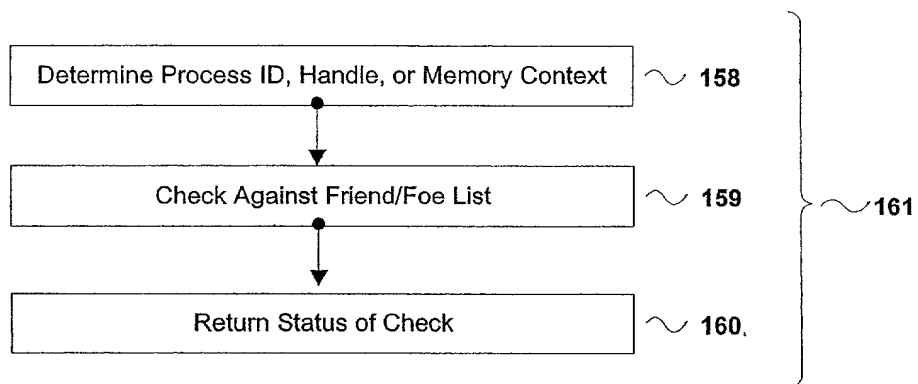 Determine Process ID, Handle, or Memory Context 158
Check Against Friend/Foe List 159
161
Return Status of Check 160.